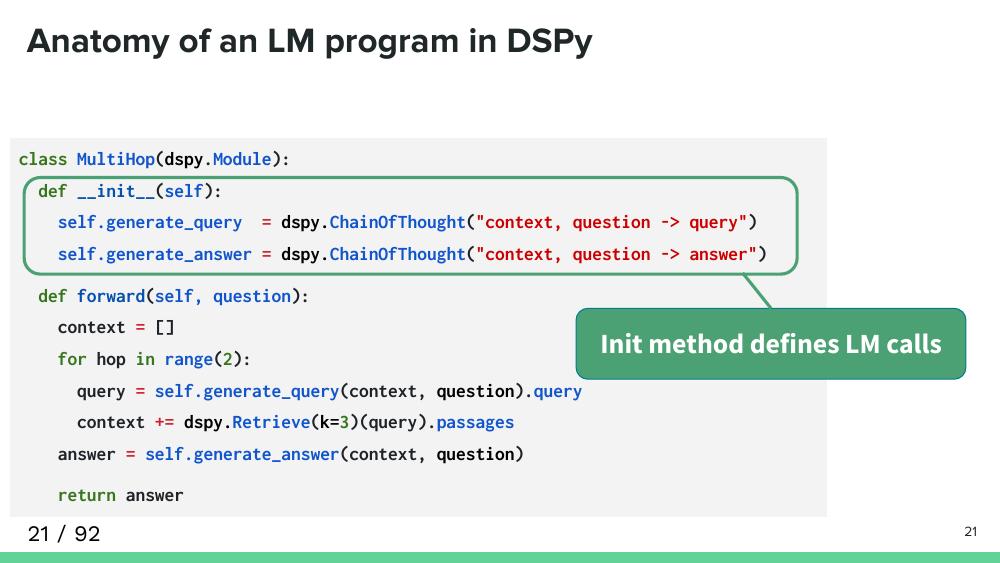 Anatomy of an LM program in DSPy
class MultiHop(dspy.Module):
  def __init__(self):
    self.generate_query  = dspy.ChainOfThought("context, question -> query")
    self.generate_answer = dspy.ChainOfThought("context, question -> answer")
  def forward(self, question):
    context = []
    for hop in range(2):
      query = self.generate_query(context, question).query
      context += dspy.Retrieve(k=3)(query).passages
    answer = self.generate_answer(context, question)
    return answer
Init method defines LM calls
21 / 92
21